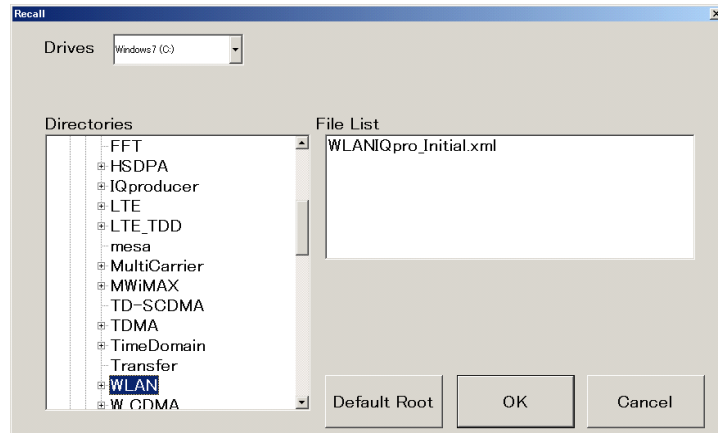 Recall
Drives
Windows7 (C:)
Directories
FFT
HSDPA
IQproducer
LTE
LTE_TDD
mesa
MultiCarrier
MWiMAX
TD-SCDMA
TDMA
TimeDomain
Transfer
WLAN
W_CDMA
File List
WLANIQpro_Initial.xml
Default Root
OK
Cancel